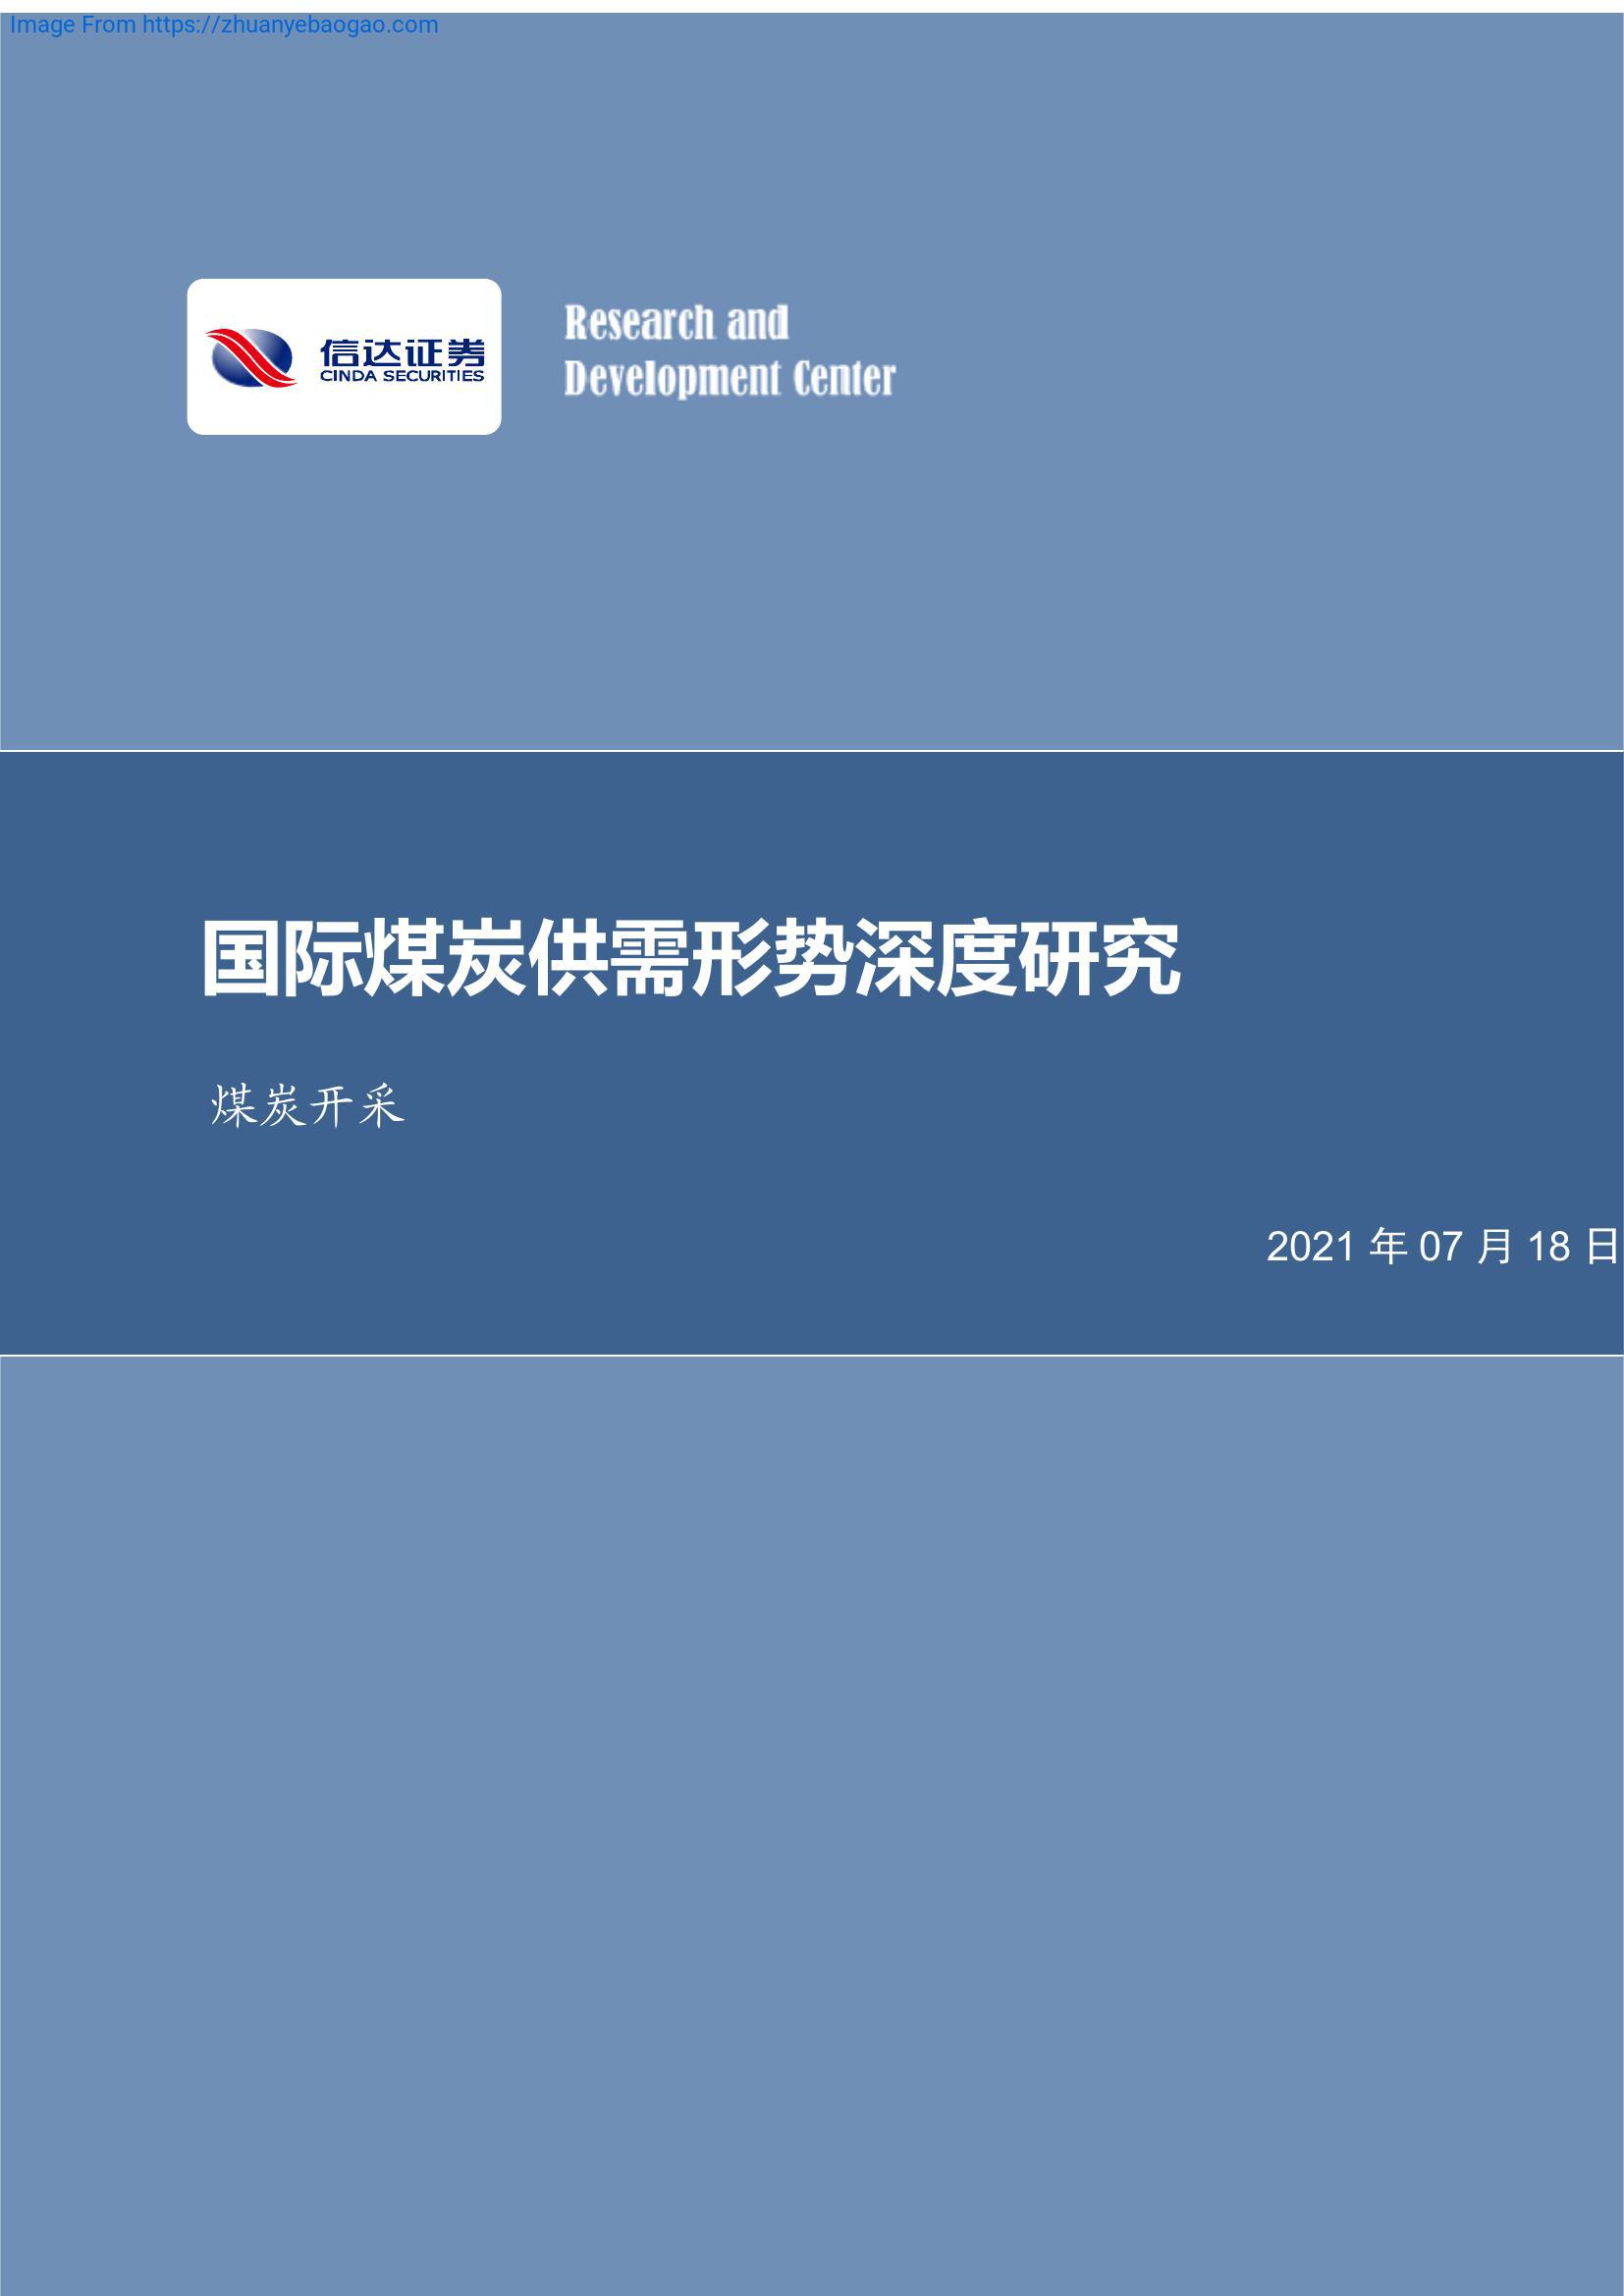 Image From https://zhuanyebaogao.com
信达证券
CINDA SECURITIES
Research and
Development Center
国际煤炭供需形势深度研究
煤炭开采
2021 年 07 月 18 日